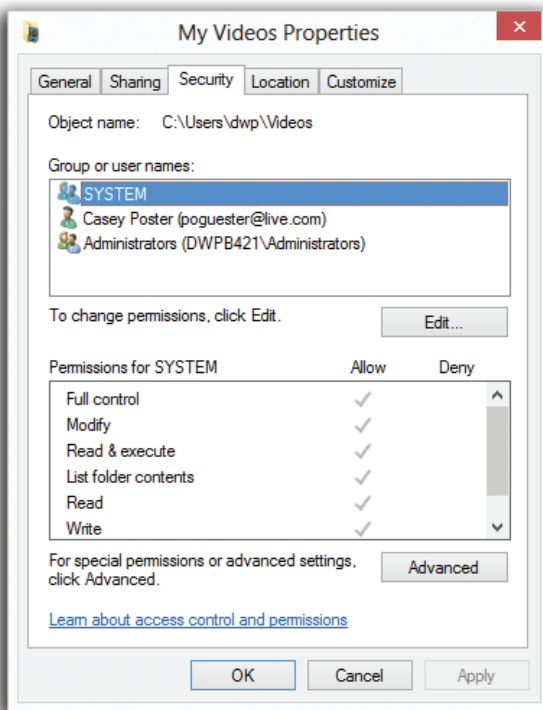 My Videos Properties
General Sharing Security Location Customize
Object name: C:\Users\dwp\Videos
Group or user names:
SYSTEM
Casey Poster (poguester@live.com)
Administrators (DWPB421\Administrators)
To change permissions, click Edit.
Edit...
Permissions for SYSTEM Allow Deny
Full control
Modify
Read & execute
List folder contents
Read
Write
For special permissions or advanced settings,
click Advanced.
Advanced
Learn about access control and permissions
OK Cancel Apply